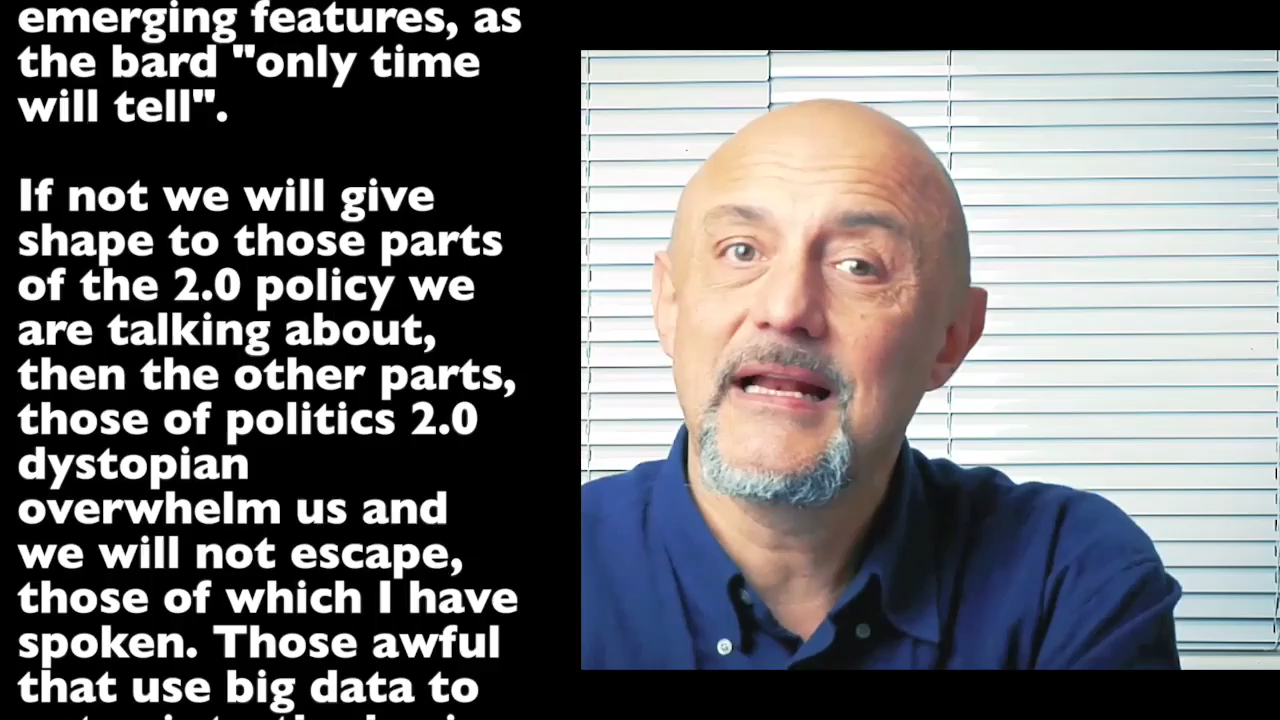 emerging features, as
the bard "only time
will tell".
If not we will give
shape to those parts
of the 2.0 policy we
are talking about,
then the other parts,
those of politics 2.0
dystopian
overwhelm us and
we will not escape,
those of which I have
spoken. Those awful
that use big data to